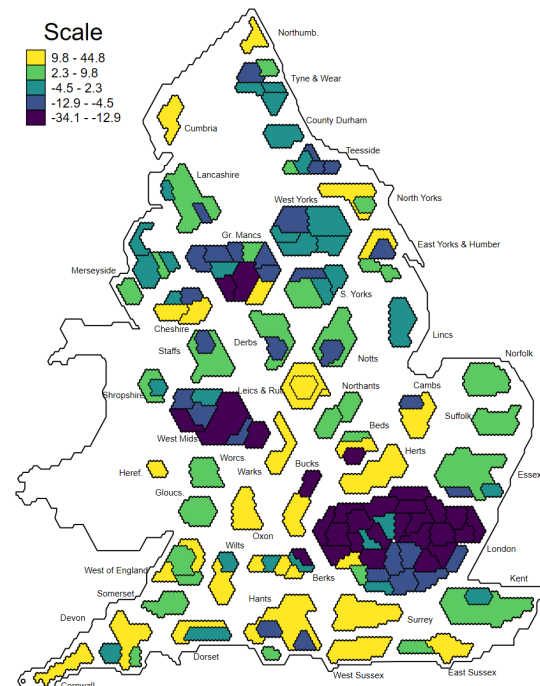 Scale
9.8 - 44.8
2.3 - 9.8
-4.5 - 2.3
-12.9 - -4.5
-34.1 - -12.9
Northumb.
Tyne & Wear
Cumbria
County Durham
Teesside
Lancashire
West Yorks
North Yorks
Gr. Mancs
East Yorks & Humber
Merseyside
S. Yorks
Cheshire
Lincs
Staffs
Derbs
Notts
Norfolk
Shropshire
Leics & Ru
Northants
Cambs
Suffolk
West Mids
Beds
Worcs.
Warks
Bucks
Herts
Heref.
Essex
Gloucs.
Oxon
London
Wilts
West of England
Berks
Kent
Somerset
Hants
Devon
Surrey
Dorset
West Sussex
East Sussex
Cornwall